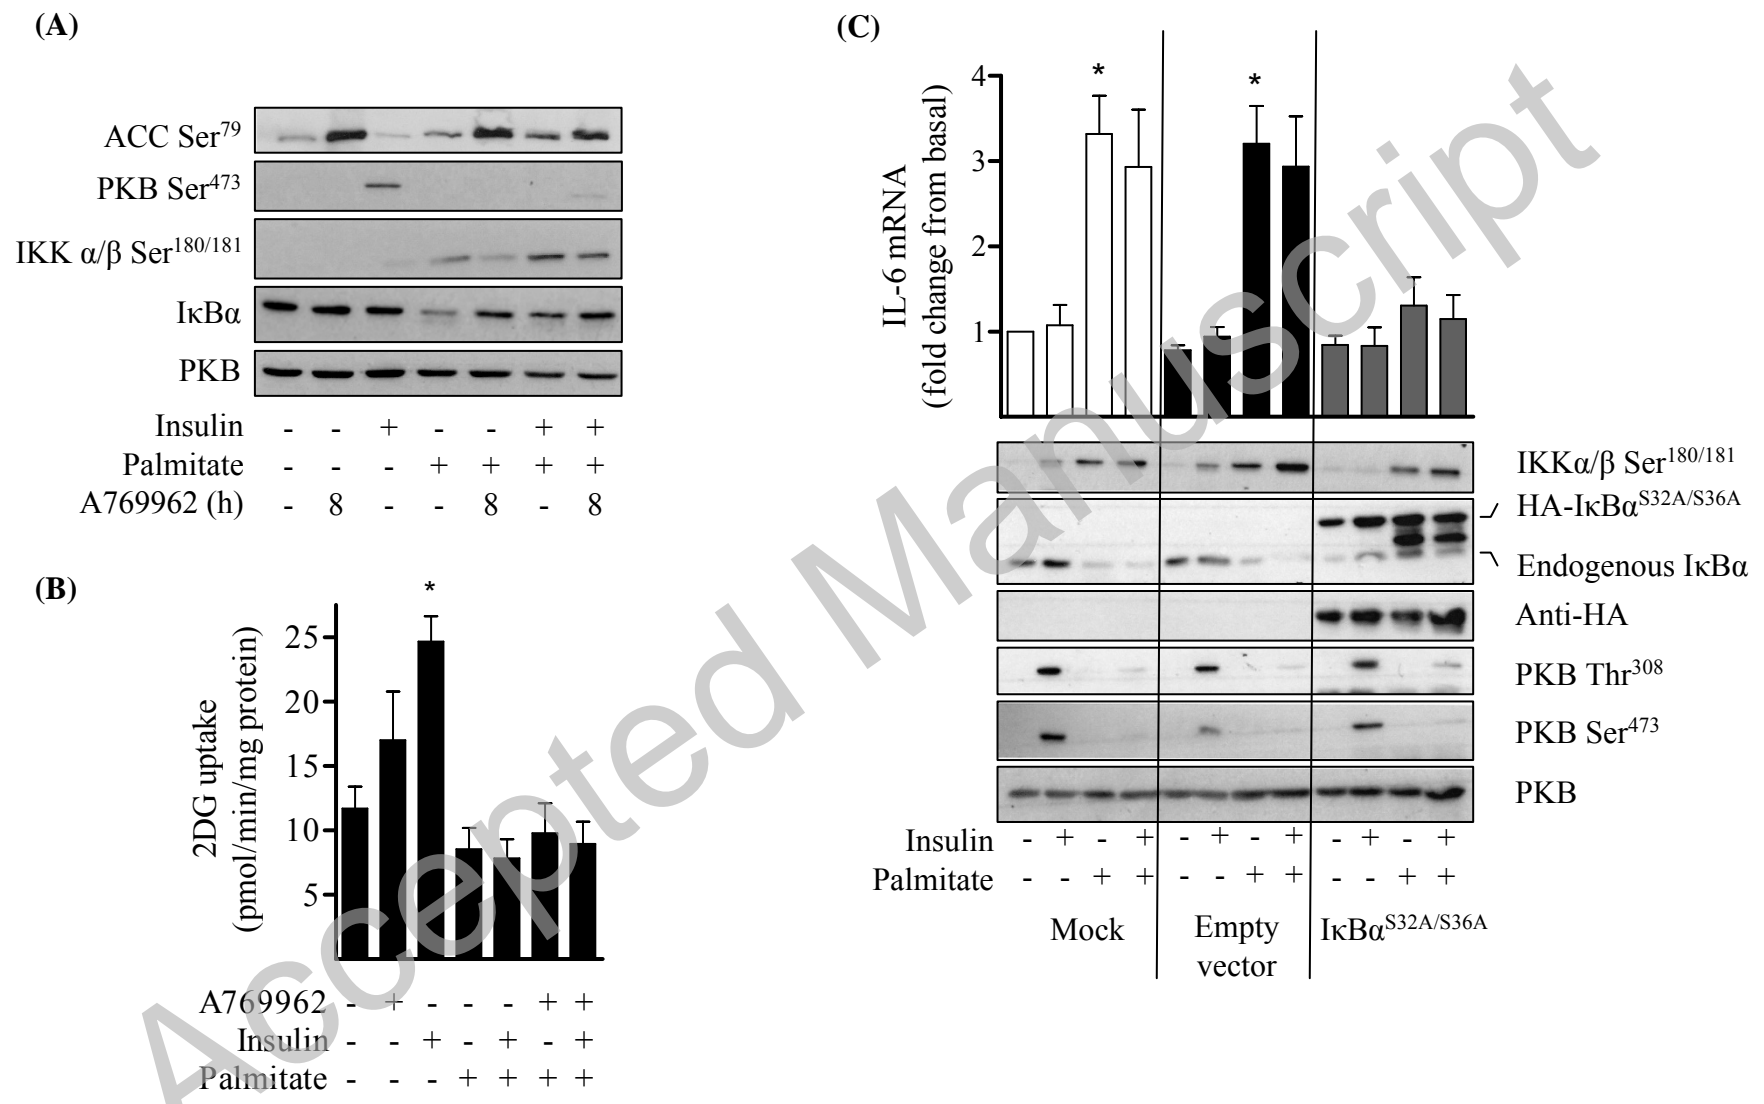 (A)
ACC Ser79
PKB Ser473
IKK α/β Ser180/181
IκBα
PKB
Insulin - - + - - + +
Palmitate - - - + + + +
A769962 (h) - 8 - - 8 - 8
(B)
*
2DG uptake
(pmol/min/mg protein)
25
20
15
10
5
A769962 - + - - - + +
Insulin - - + - + - +
Palmitate - - - + + + +
(C)
IL-6 mRNA
(fold change from basal)
4
3
2
1
* *
IKKα/β Ser180/181
HA-IκBαS32A/S36A
Endogenous IκBα
Anti-HA
PKB Thr308
PKB Ser473
PKB
Insulin - + - + - + - + - + - +
Palmitate - - + + - - + + - - + +
Mock
Empty
vector
IκBαS32A/S36A
Accepted Manuscript